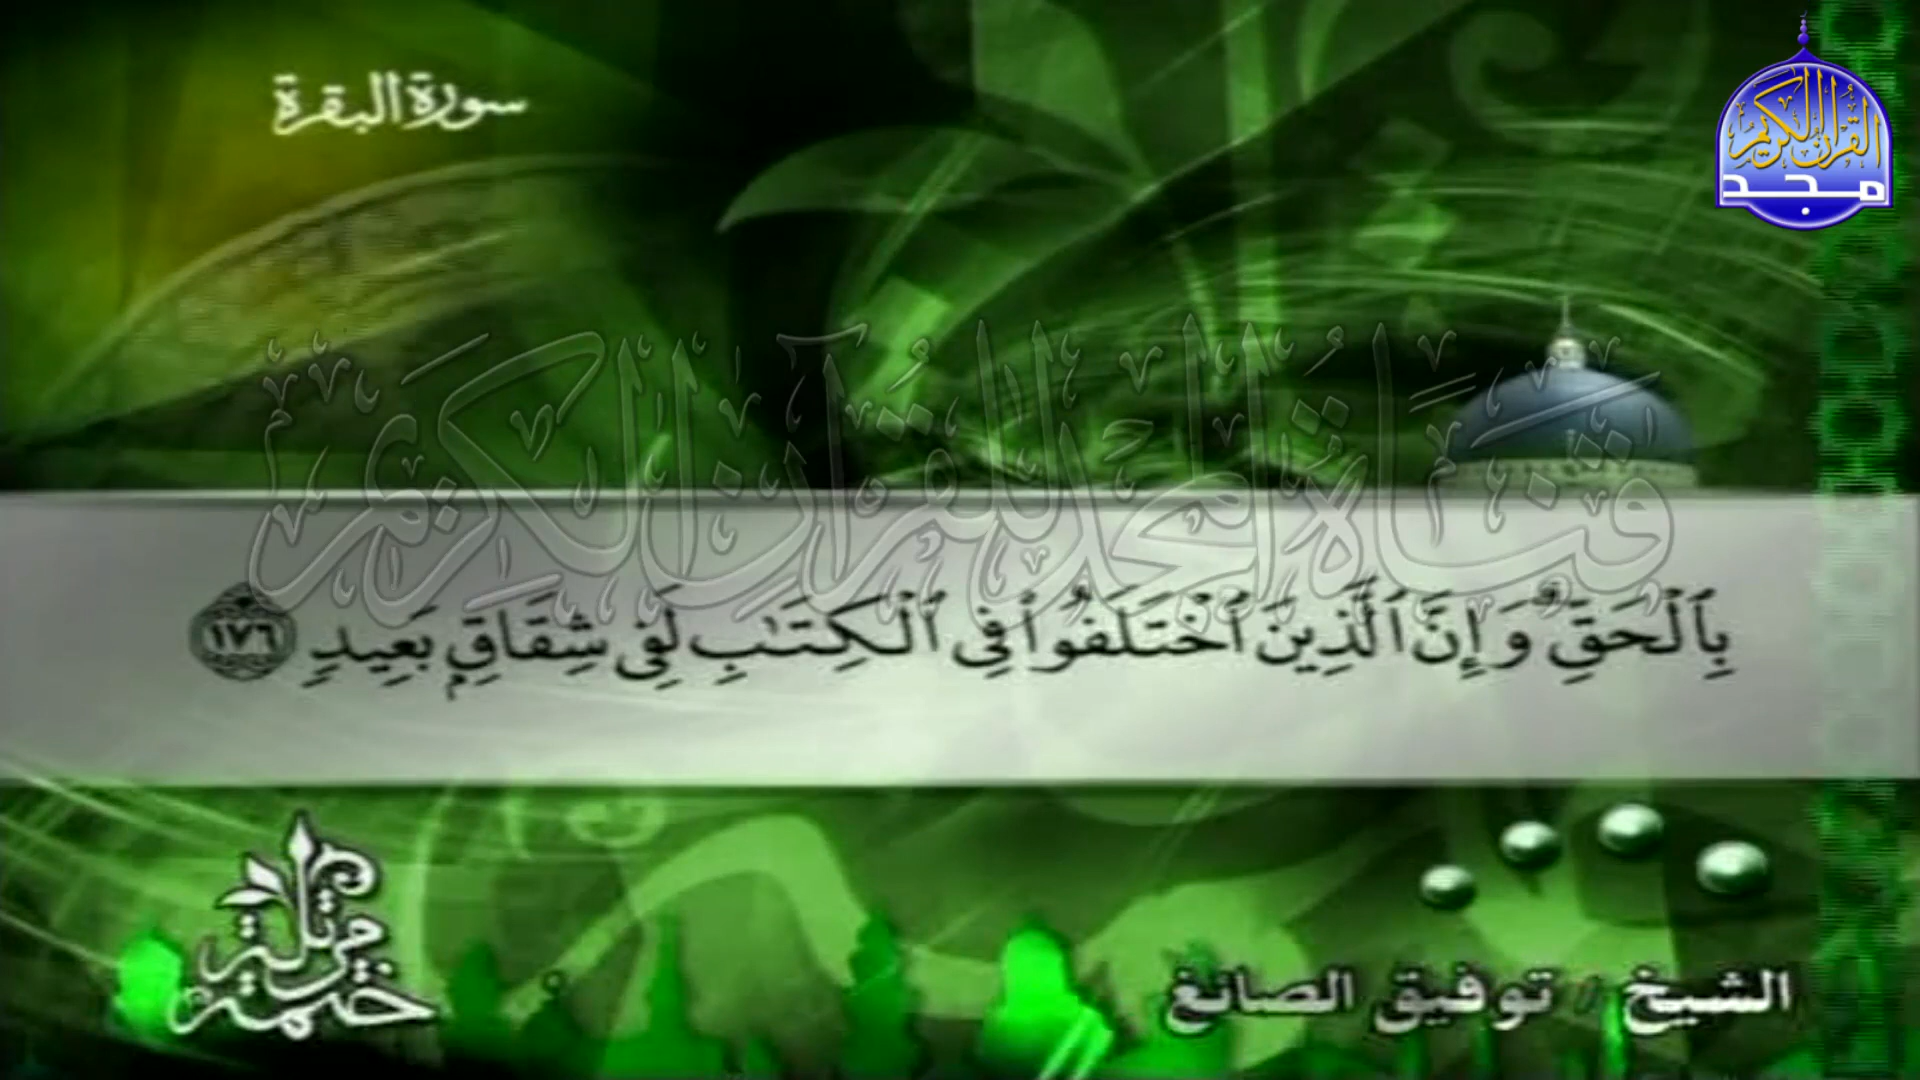 سورة البقرة
القرآن الكريم
مجد
قناة المجد للقرآن الكريم
بِٱلْحَقِّ ۗ وَإِنَّ ٱلَّذِينَ ٱخْتَلَفُوا۟ فِى ٱلْكِتَـٰبِ لَفِى شِقَاقٍۭ بَعِيدٍ ١٧٦
ختمة مرتلة
الشيخ // توفيق الصائغ